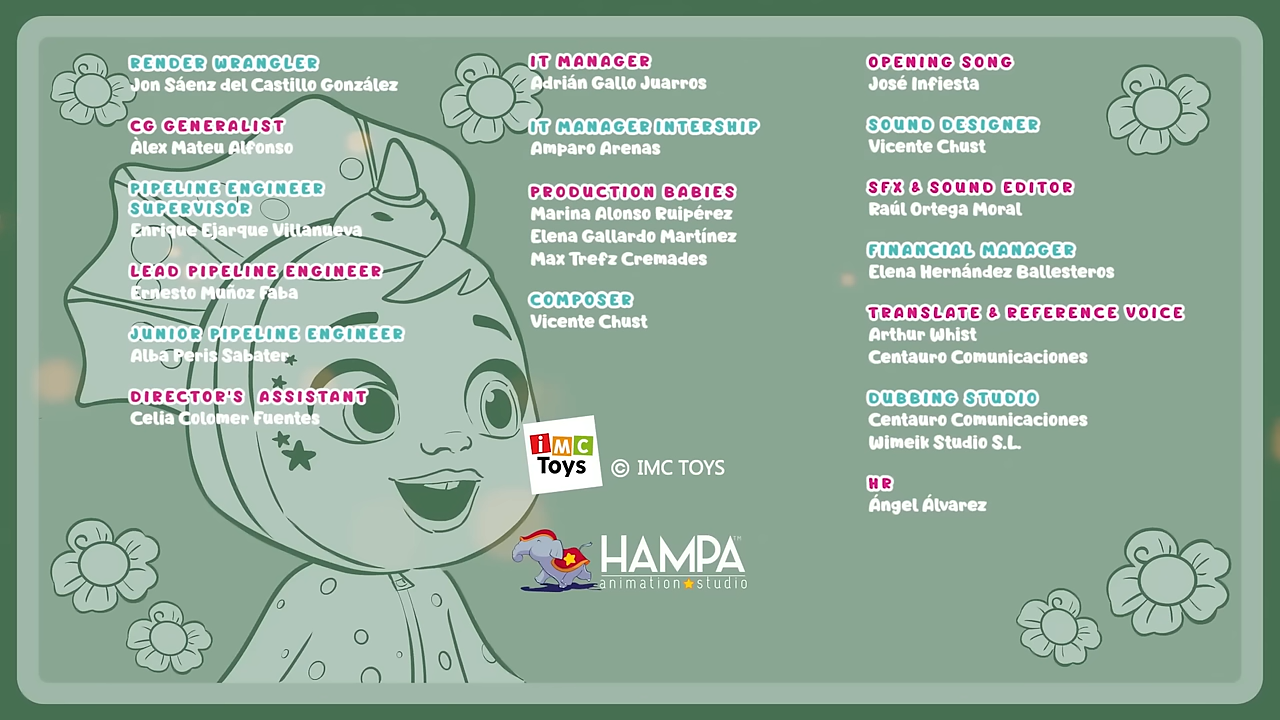 RENDER WRANGLER
Jon Sáenz del Castillo González
CG GENERALIST
Àlex Mateu Alfonso
PIPELINE ENGINEER
SUPERVISOR
Enrique Ejarque Villanueva
LEAD PIPELINE ENGINEER
Ernesto Muñoz Faba
JUNIOR PIPELINE ENGINEER
Alba Peris Sabater
DIRECTOR'S ASSISTANT
Celia Colomer Fuentes
IT MANAGER
Adrián Gallo Juarros
IT MANAGER INTERSHIP
Amparo Arenas
PRODUCTION BABIES
Marina Alonso Ruipérez
Elena Gallardo Martínez
Max Trefz Cremades
COMPOSER
Vicente Chust
iMC
Toys
© IMC TOYS
HAMPA™
animation studio
OPENING SONG
José Infiesta
SOUND DESIGNER
Vicente Chust
SFX & SOUND EDITOR
Raúl Ortega Moral
FINANCIAL MANAGER
Elena Hernández Ballesteros
TRANSLATE & REFERENCE VOICE
Arthur Whist
Centauro Comunicaciones
DUBBING STUDIO
Centauro Comunicaciones
Wimeik Studio S.L.
HR
Ángel Álvarez